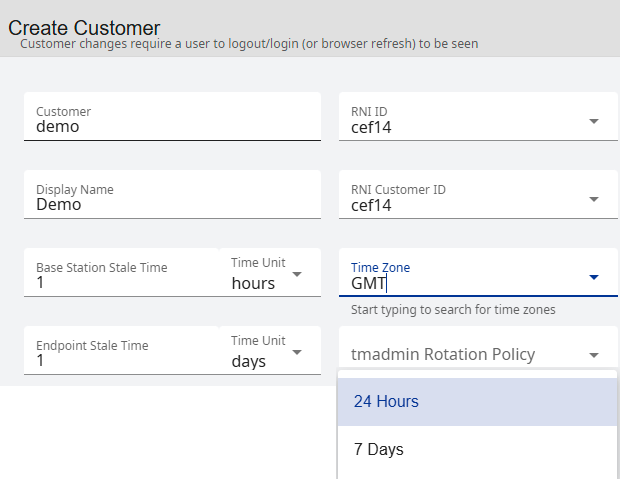 Create Customer
Customer changes require a user to logout/login (or browser refresh) to be seen
Customer
demo
RNI ID
cef14
Display Name
Demo
RNI Customer ID
cef14
Base Station Stale Time
1
Time Unit
hours
Time Zone
GMT
Start typing to search for time zones
Endpoint Stale Time
1
Time Unit
days
tmadmin Rotation Policy
24 Hours
7 Days